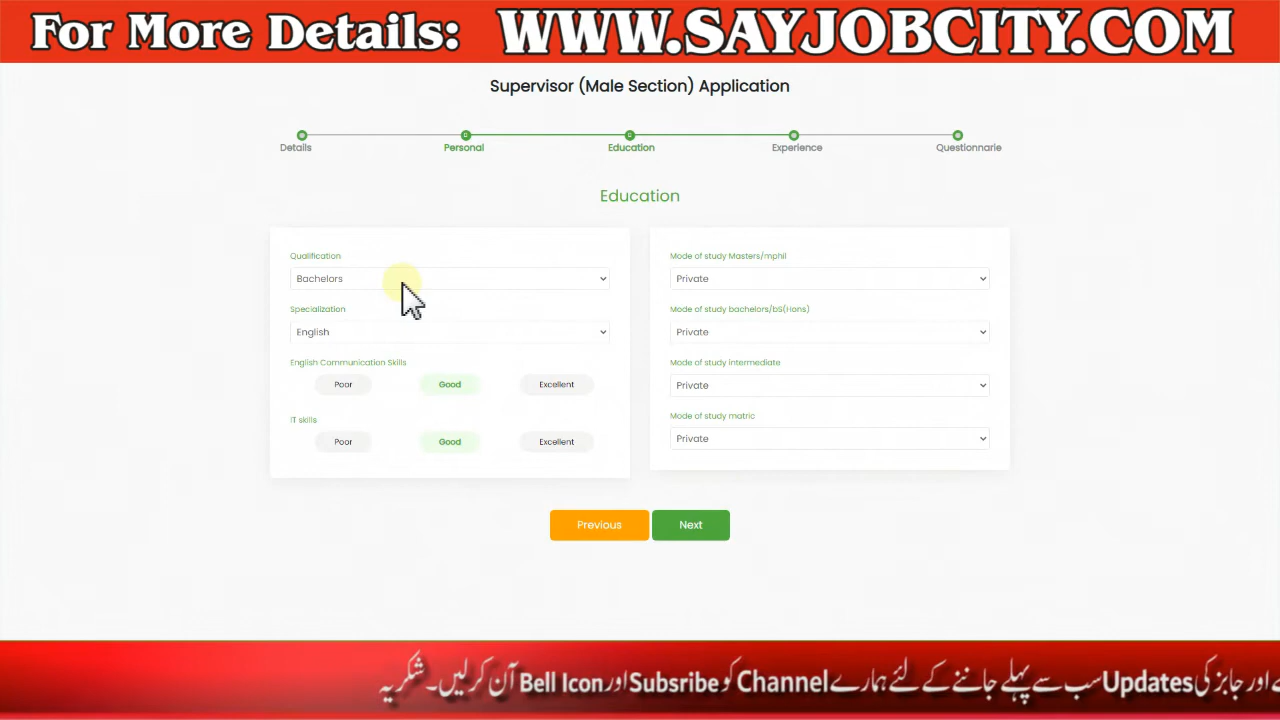 For More Details: WWW.SAYJOBCITY.COM
Supervisor (Male Section) Application
Details Personal Education Experience Questionnarie
Education
Qualification
Bachelors
Specialization
English
English Communication Skills
Poor Good Excellent
IT skills
Poor Good Excellent
Mode of study Masters/mphil
Private
Mode of study bachelors/bS(Hons)
Private
Mode of study intermediate
Private
Mode of study matric
Private
Previous Next
اور جابز کی Updates سب سے پہلے جاننے کے لئے ہمارے Channel کو Subsribe اور Bell Icon آن کرلیں۔ شکریہ